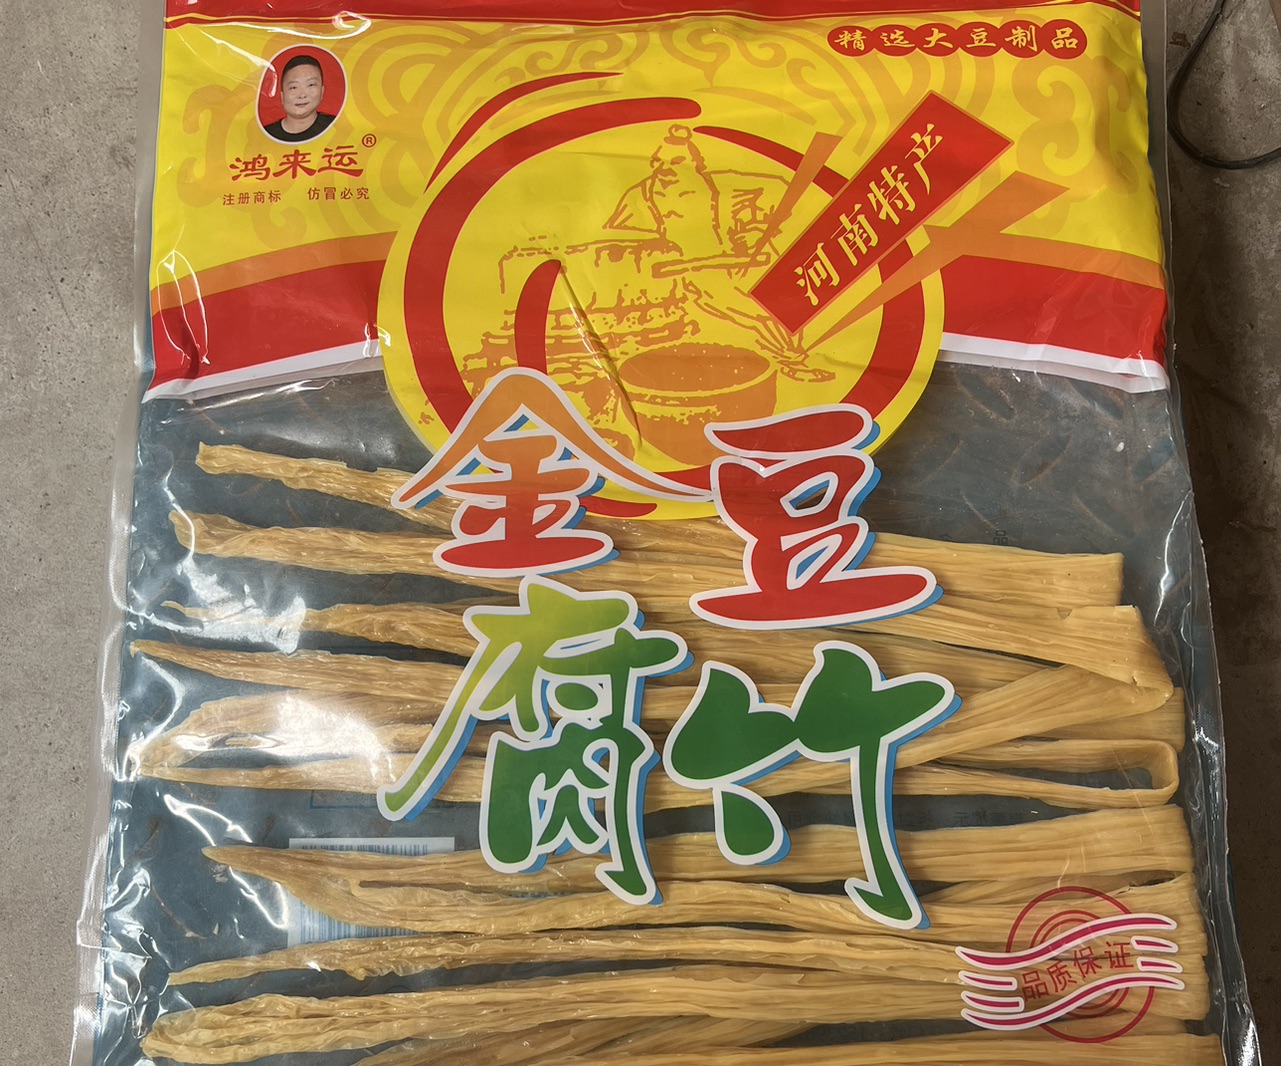 精选大豆制品
鸿来运®
注册商标 仿冒必究
河南特产
金豆
腐竹
品质保证